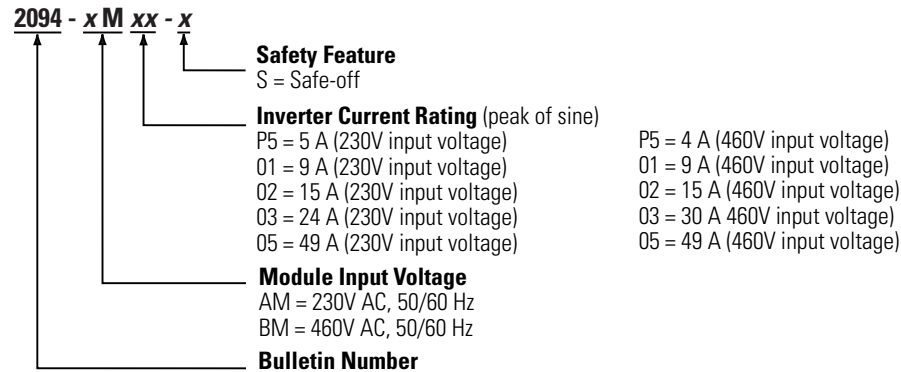 2094 - x M xx - x
Safety Feature
S = Safe-off
Inverter Current Rating (peak of sine)
P5 = 5 A (230V input voltage)
01 = 9 A (230V input voltage)
02 = 15 A (230V input voltage)
03 = 24 A (230V input voltage)
05 = 49 A (230V input voltage)
P5 = 4 A (460V input voltage)
01 = 9 A (460V input voltage)
02 = 15 A (460V input voltage)
03 = 30 A 460V input voltage)
05 = 49 A (460V input voltage)
Module Input Voltage
AM = 230V AC, 50/60 Hz
BM = 460V AC, 50/60 Hz
Bulletin Number